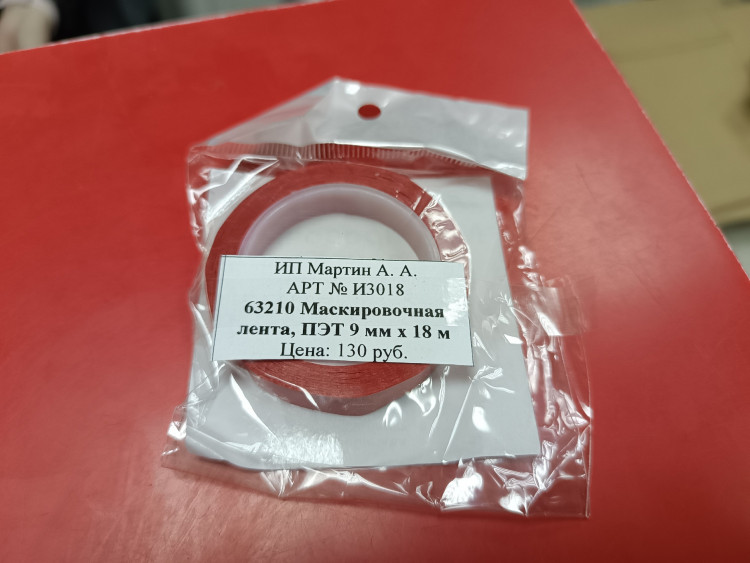 ИП Мартин А. А.
АРТ № И3018
63210 Маскировочная
лента, ПЭТ 9 мм х 18 м
Цена: 130 руб.